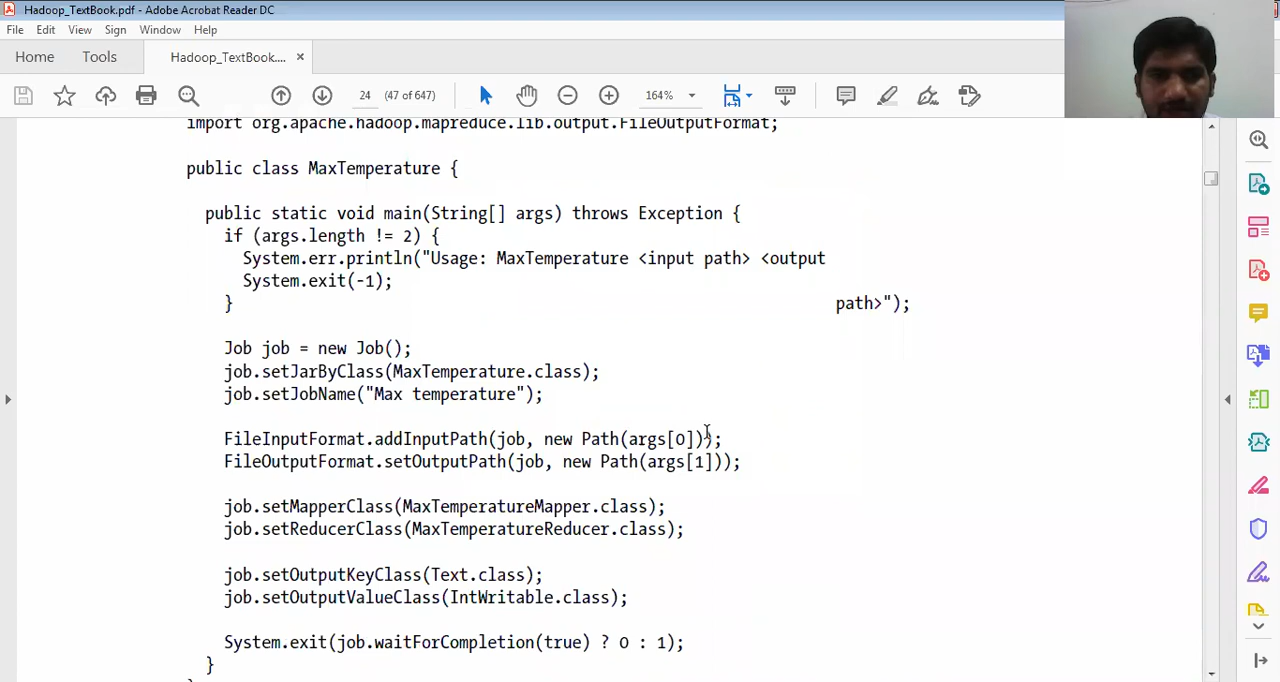 Hadoop_TextBook.pdf - Adobe Acrobat Reader DC
File Edit View Window Help
Sign
Home Tools Hadoop_TextBook.... ×
24 (47 of 647) 164%
import org.apache.hadoop.mapreduce.lib.output.FileOutputFormat;
public class MaxTemperature {
public static void main(String[] args) throws Exception {
if (args.length != 2) {
System.err.println("Usage: MaxTemperature <input path> <output
System.exit(-1);
}
path>");
Job job = new Job();
job.setJarByClass(MaxTemperature.class);
job.setJobName("Max temperature");
FileInputFormat.addInputPath(job, new Path(args[0]));
FileOutputFormat.setOutputPath(job, new Path(args[1]));
job.setMapperClass(MaxTemperatureMapper.class);
job.setReducerClass(MaxTemperatureReducer.class);
job.setOutputKeyClass(Text.class);
job.setOutputValueClass(IntWritable.class);
System.exit(job.waitForCompletion(true) ? 0 : 1);
}